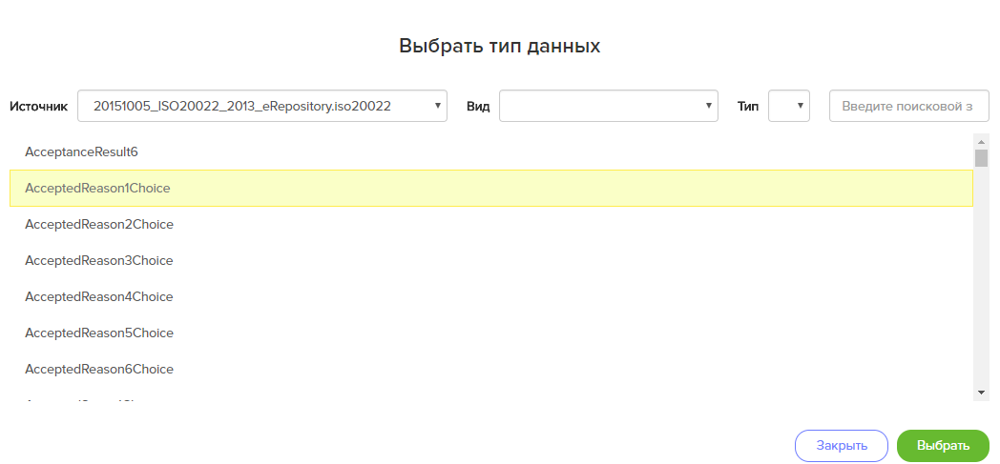 Выбрать тип данных
Источник 20151005_ISO20022_2013_eRepository.iso20022 Вид Тип Введите поисковой з
AcceptanceResult6
AcceptedReason1Choice
AcceptedReason2Choice
AcceptedReason3Choice
AcceptedReason4Choice
AcceptedReason5Choice
AcceptedReason6Choice
Закрыть Выбрать